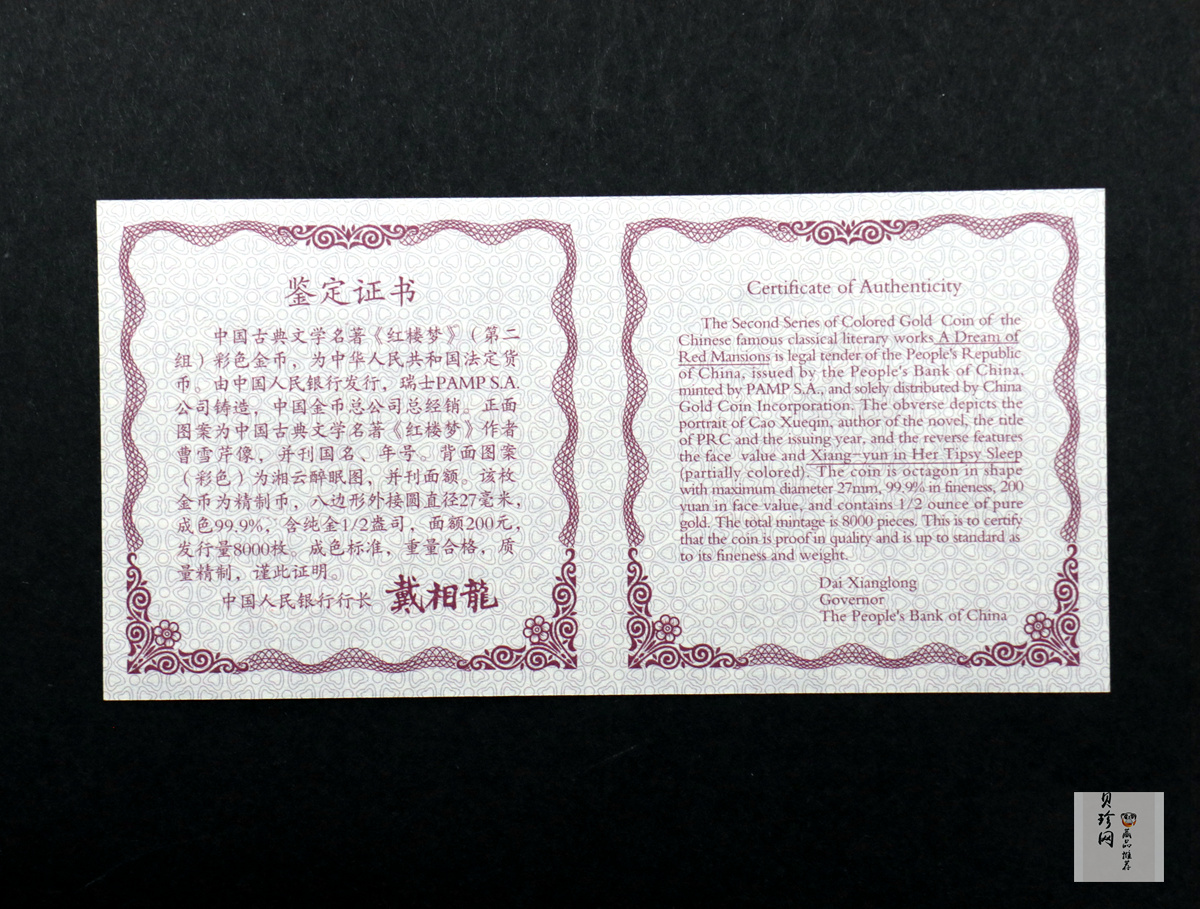 鉴定证书
中国古典文学名著《红楼梦》（第二
组）彩色金币，为中华人民共和国法定货
币。由中国人民银行发行，瑞士PAMP S.A.
公司铸造，中国金币总公司总经销。正面
图案为中国古典文学名著《红楼梦》作者
曹雪芹像，并刊国名、年号。背面图案
（彩色）为湘云醉眠图，并刊面额。该枚
金币为精制币，八边形外接圆直径27毫米，
成色99.9%，含纯金1/2盎司，面额200元，
发行量8000枚。成色标准，重量合格，质
量精制，谨此证明。
中国人民银行行长 戴相龍
Certificate of Authenticity
The Second Series of Colored Gold Coin of the
Chinese famous classical literary works A Dream of
Red Mansions is legal tender of the People's Republic
of China, issued by the People's Bank of China,
minted by PAMP S.A., and solely distributed by China
Gold Coin Incorporation. The obverse depicts the
portrait of Cao Xueqin, author of the novel, the title
of PRC and the issuing year, and the reverse features
the face value and Xiang-yun in Her Tipsy Sleep
(partially colored). The coin is octagon in shape
with maximum diameter 27mm, 99.9% in fineness, 200
yuan in face value, and contains 1/2 ounce of pure
gold. The total mintage is 8000 pieces. This is to certify
that the coin is proof in quality and is up to standard as
to its fineness and weight.
Dai Xianglong
Governor
The People's Bank of China
贝珍网
藏品推荐